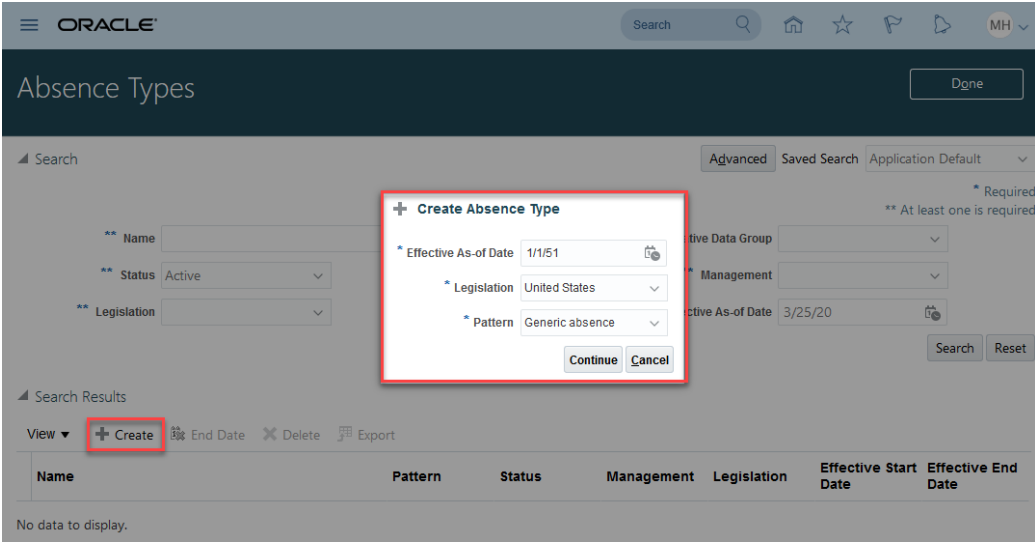 ORACLE
Search
MH
Absence Types
Done
Search
Advanced Saved Search Application Default
* Required
** At least one is required
** Name
tive Data Group
** Status Active
** Management
** Legislation
ctive As-of Date 3/25/20
Search Reset
Create Absence Type
* Effective As-of Date 1/1/51
* Legislation United States
* Pattern Generic absence
Continue Cancel
Search Results
View Create End Date Delete Export
Name Pattern Status Management Legislation Effective Start Date Effective End Date
No data to display.